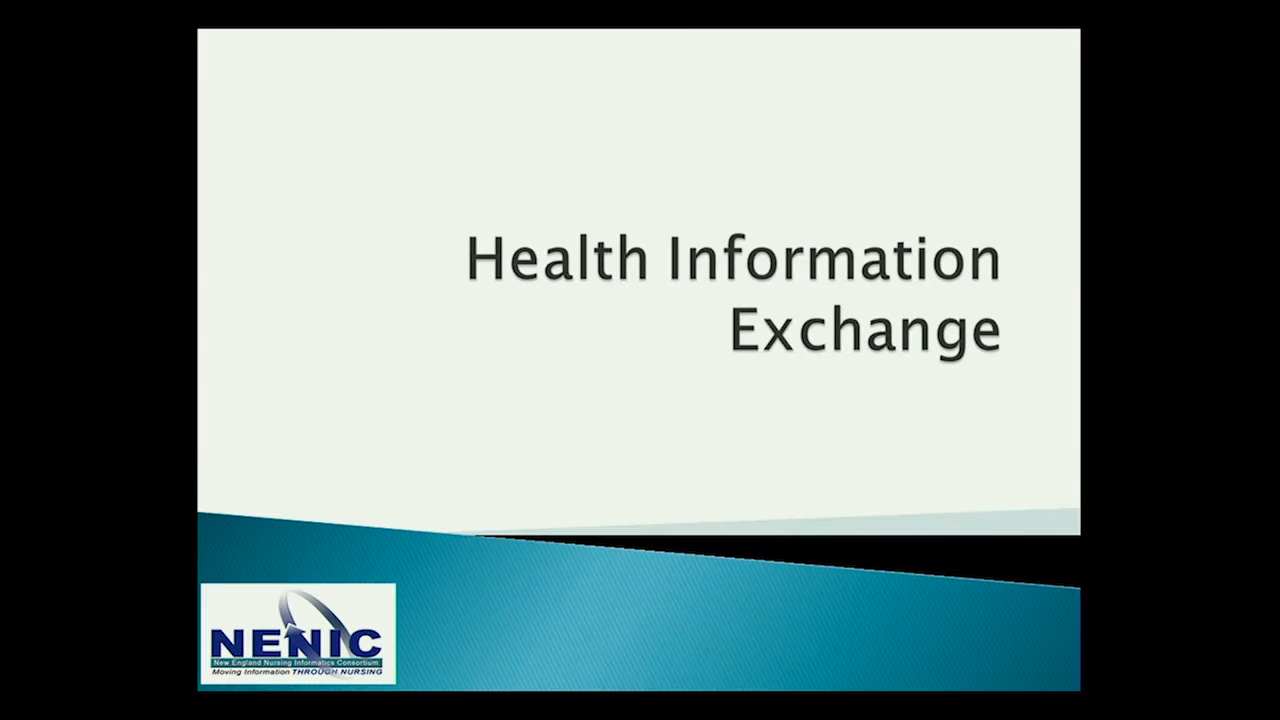 Health Information
Exchange
NENIC
New England Nursing Informatics Consortium
Moving Information THROUGH NURSING